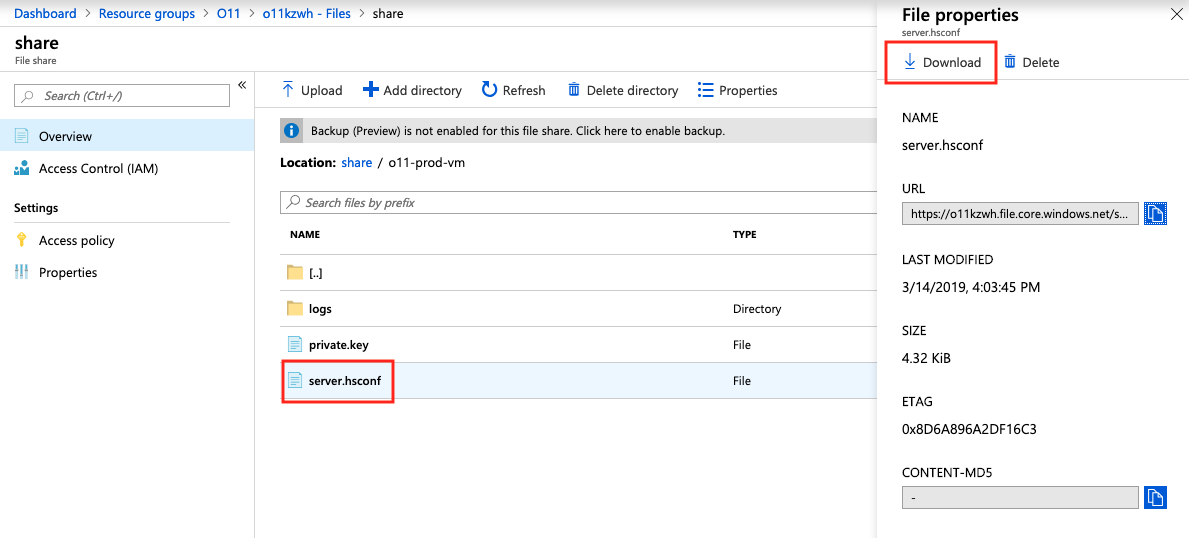 Dashboard > Resource groups > O11 > o11kzwh - Files > share
share
File share
Search (Ctrl+/)
«
Overview
Access Control (IAM)
Settings
Access policy
Properties
Upload
Add directory
Refresh
Delete directory
Properties
Backup (Preview) is not enabled for this file share. Click here to enable backup.
Location: share / o11-prod-vm
Search files by prefix
NAME TYPE
[..]
logs Directory
private.key File
server.hsconf File
File properties
server.hsconf
Download
Delete
NAME
server.hsconf
URL
https://o11kzwh.file.core.windows.net/s...
LAST MODIFIED
3/14/2019, 4:03:45 PM
SIZE
4.32 KiB
ETAG
0x8D6A896A2DF16C3
CONTENT-MD5
-